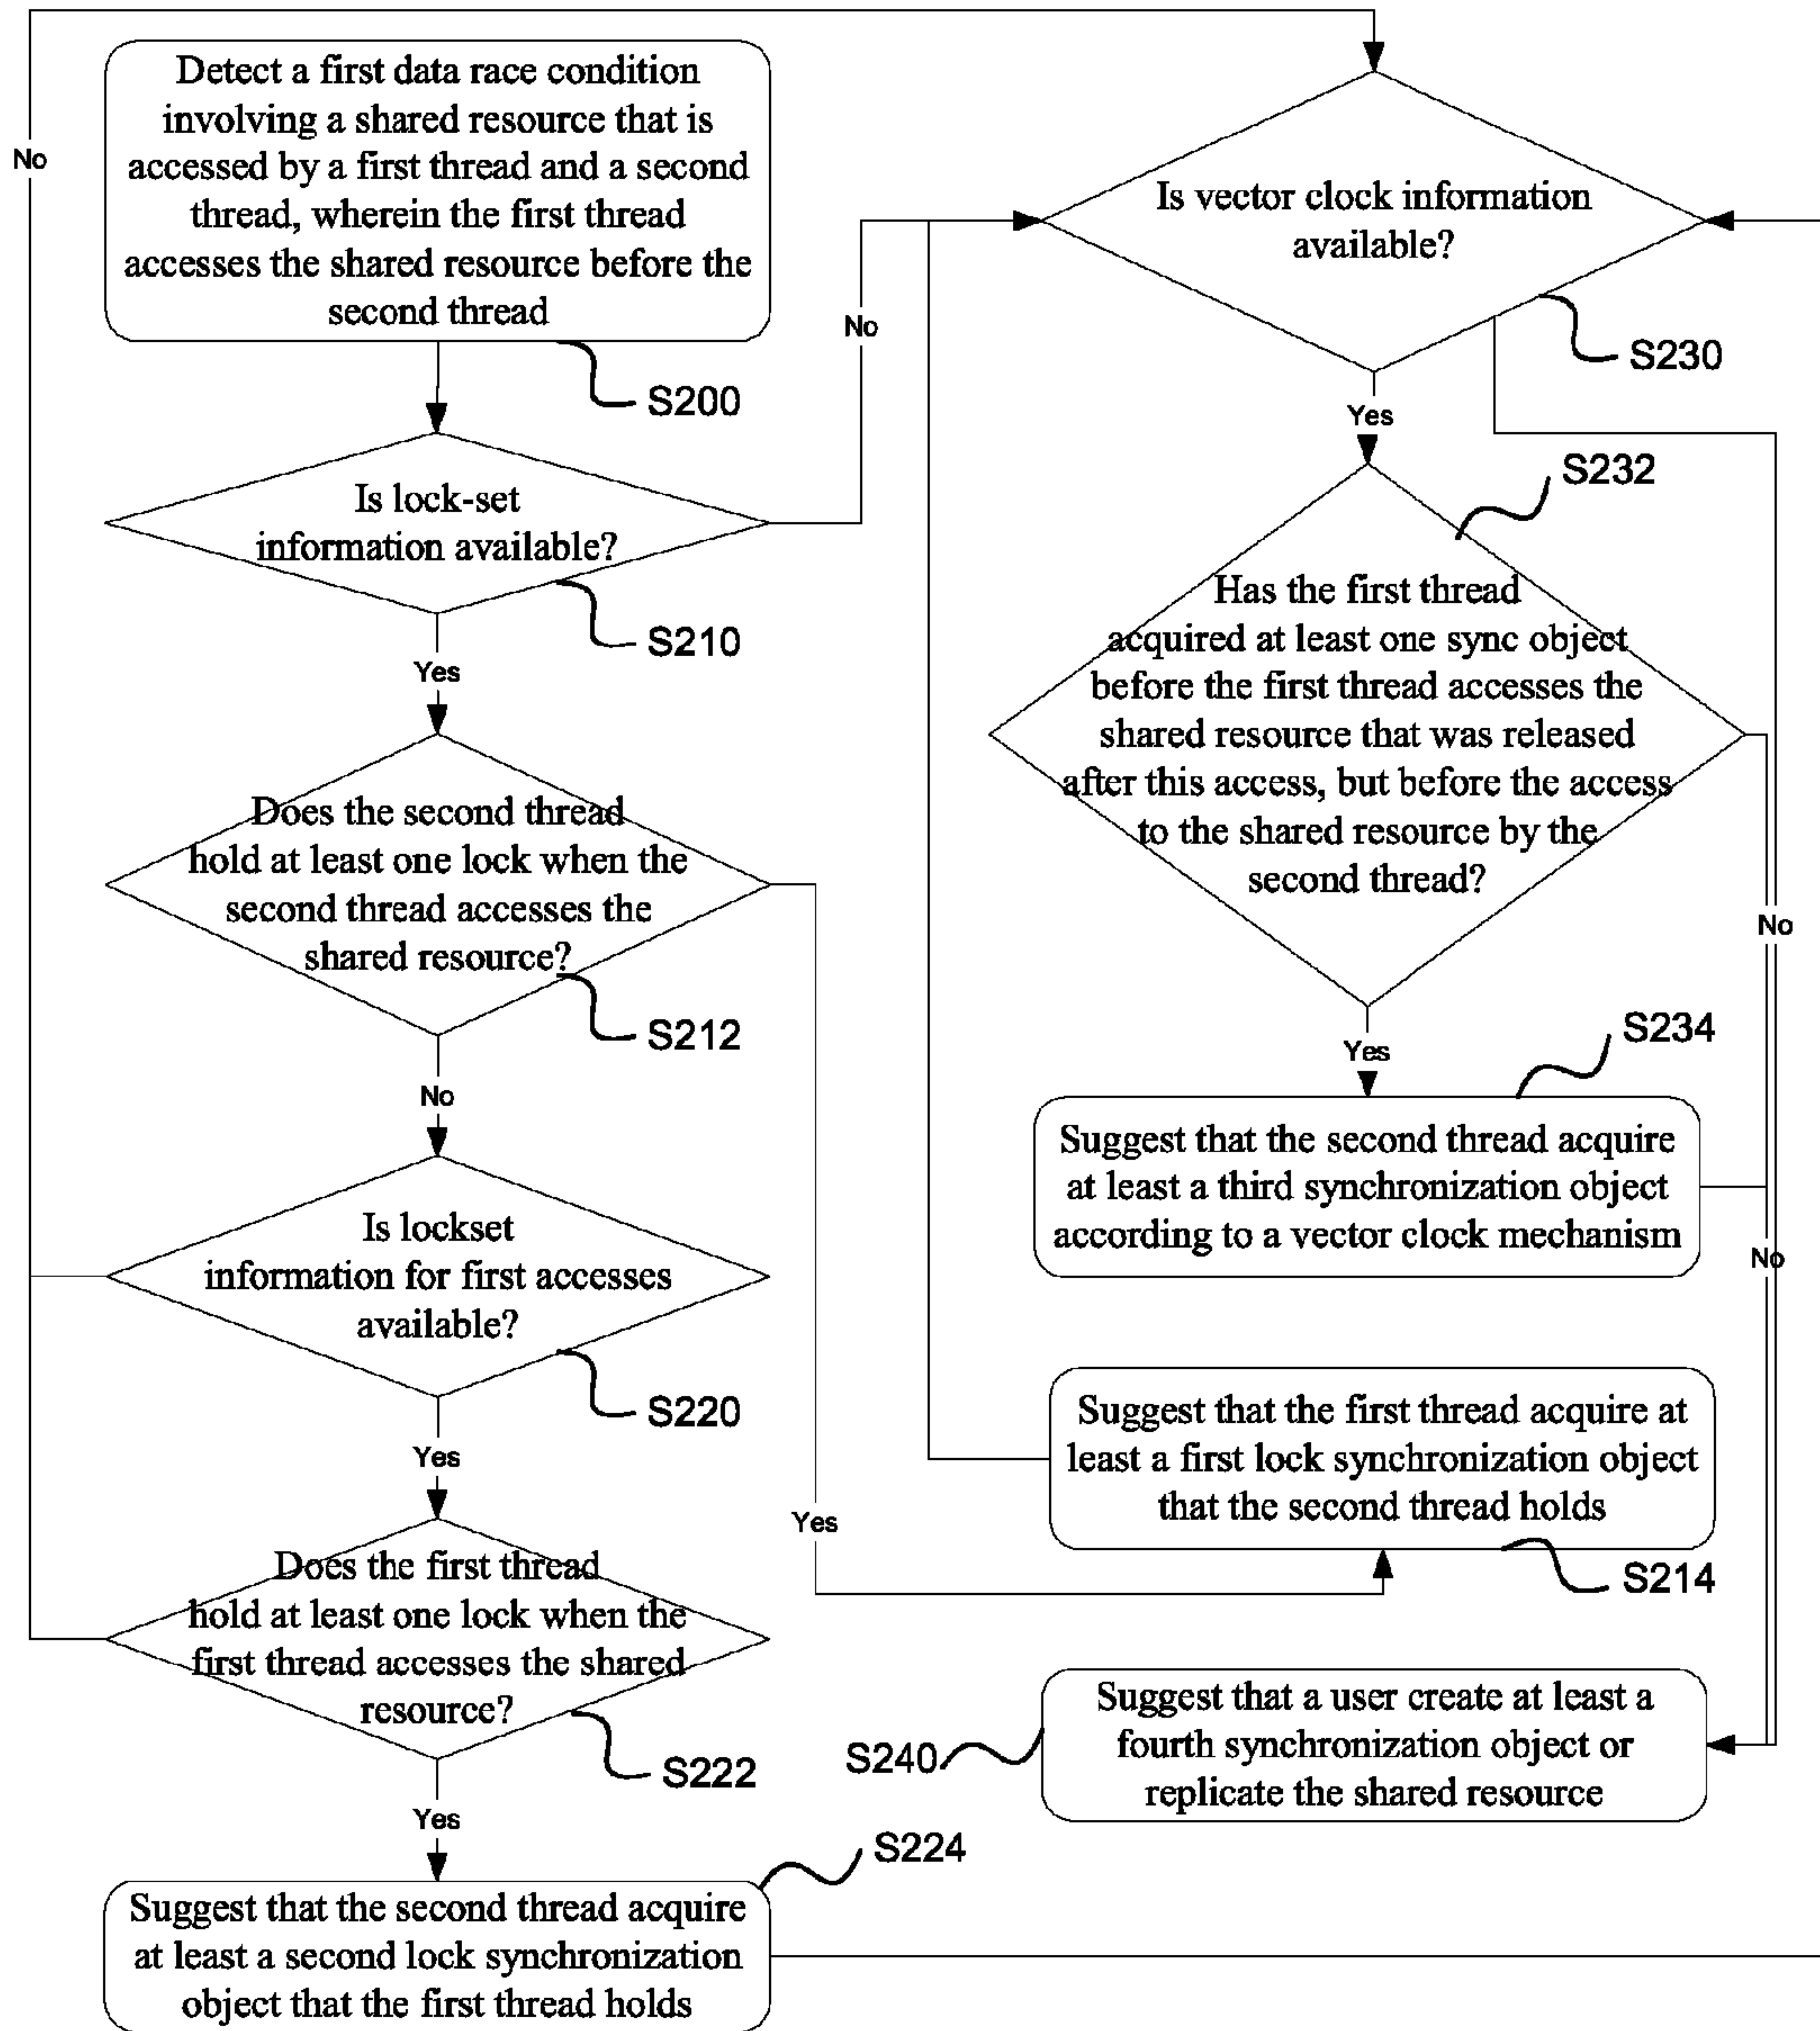 Detect a first data race condition
involving a shared resource that is
accessed by a first thread and a second
thread, wherein the first thread
accesses the shared resource before the
second thread
S200
No
Is lock-set
information available?
S210
No
Yes
Does the second thread
hold at least one lock when the
second thread accesses the
shared resource?
S212
No
Is lockset
information for first accesses
available?
S220
Yes
Does the first thread
hold at least one lock when the
first thread accesses the shared
resource?
S222
Yes
Suggest that the second thread acquire
at least a second lock synchronization
object that the first thread holds
S224
Is vector clock information
available?
S230
Yes
S232
Has the first thread
acquired at least one sync object
before the first thread accesses the
shared resource that was released
after this access, but before the access
to the shared resource by the
second thread?
No
Yes
S234
Suggest that the second thread acquire
at least a third synchronization object
according to a vector clock mechanism
No
Suggest that the first thread acquire at
least a first lock synchronization object
that the second thread holds
Yes
S214
Suggest that a user create at least a
fourth synchronization object or
replicate the shared resource
S240